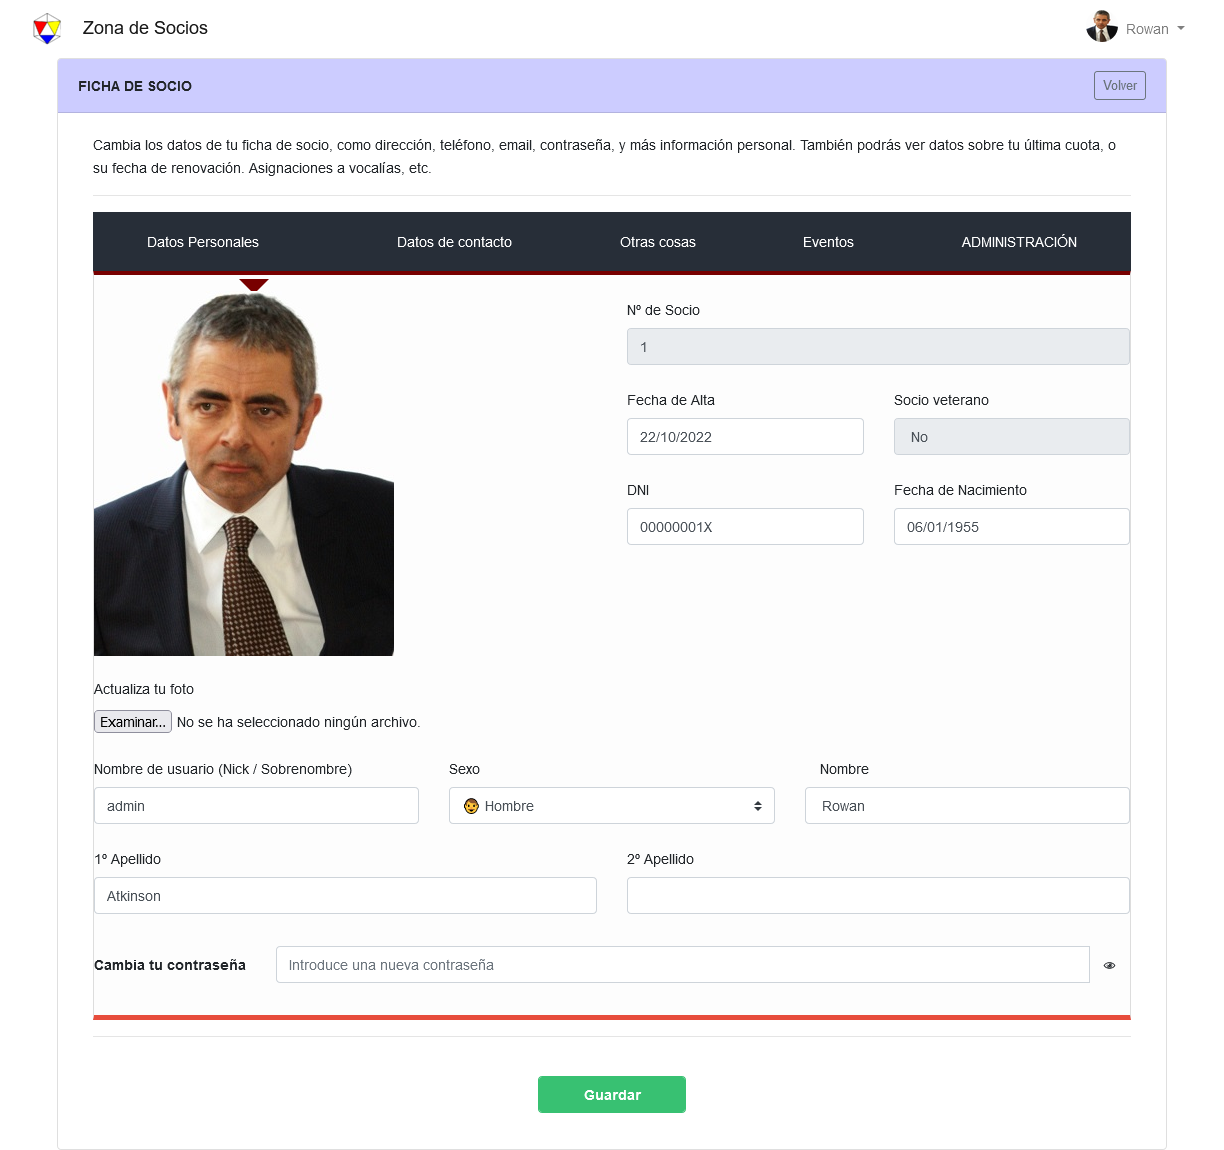 Zona de Socios
Rowan
FICHA DE SOCIO
Volver
Cambia los datos de tu ficha de socio, como dirección, teléfono, email, contraseña, y más información personal. También podrás ver datos sobre tu última cuota, o
su fecha de renovación. Asignaciones a vocalías, etc.
Datos Personales
Datos de contacto
Otras cosas
Eventos
ADMINISTRACIÓN
Nº de Socio
1
Fecha de Alta
Socio veterano
22/10/2022
No
DNI
Fecha de Nacimiento
00000001X
06/01/1955
Actualiza tu foto
Examinar... No se ha seleccionado ningún archivo.
Nombre de usuario (Nick / Sobrenombre)
Sexo
Nombre
admin
Hombre
Rowan
1º Apellido
2º Apellido
Atkinson
Cambia tu contraseña
Introduce una nueva contraseña
Guardar